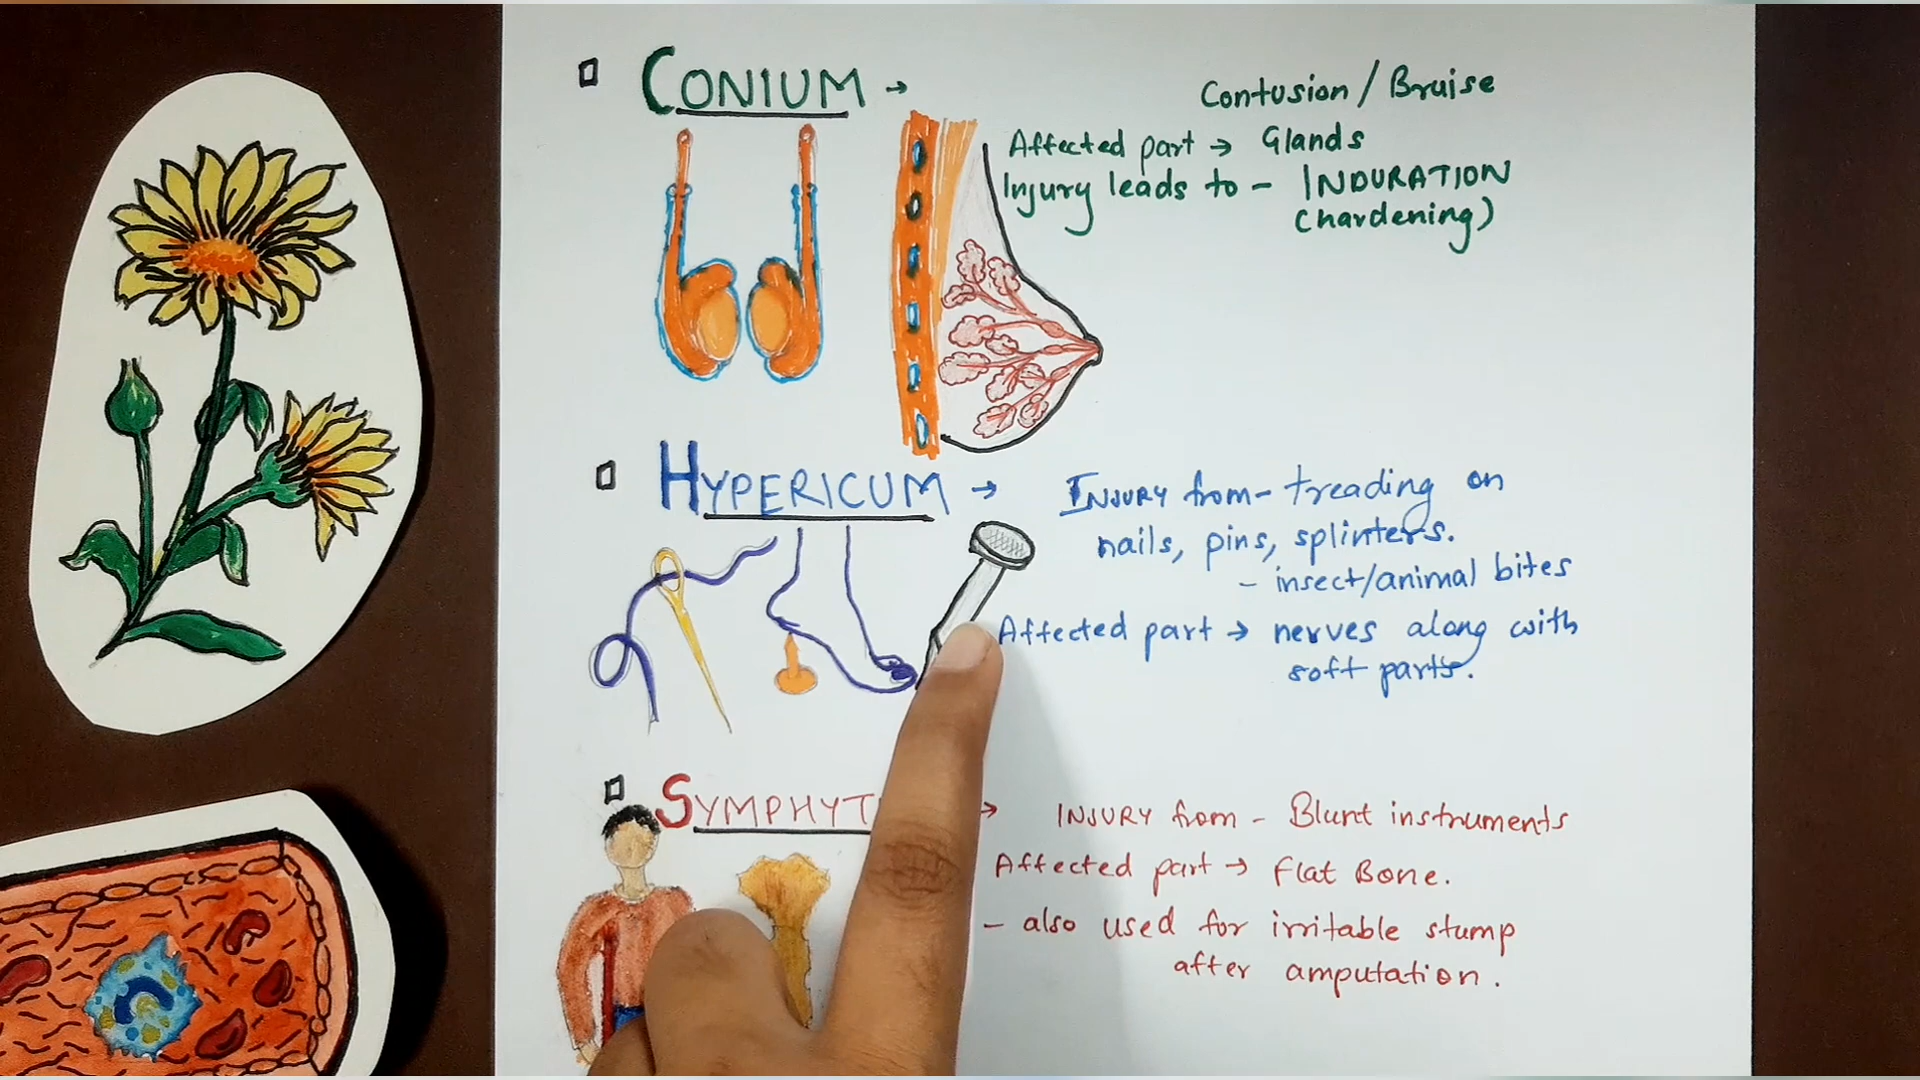 CONIUM → Contusion / Bruise
Affected part → Glands
Injury leads to - INDURATION
(hardening)
HYPERICUM → INJURY from - treading on
nails, pins, splinters.
- insect/animal bites
Affected part → nerves along with
soft parts.
SYMPHYT → INJURY from - Blunt instruments
Affected part → Flat Bone.
- also used for irritable stump
after amputation.